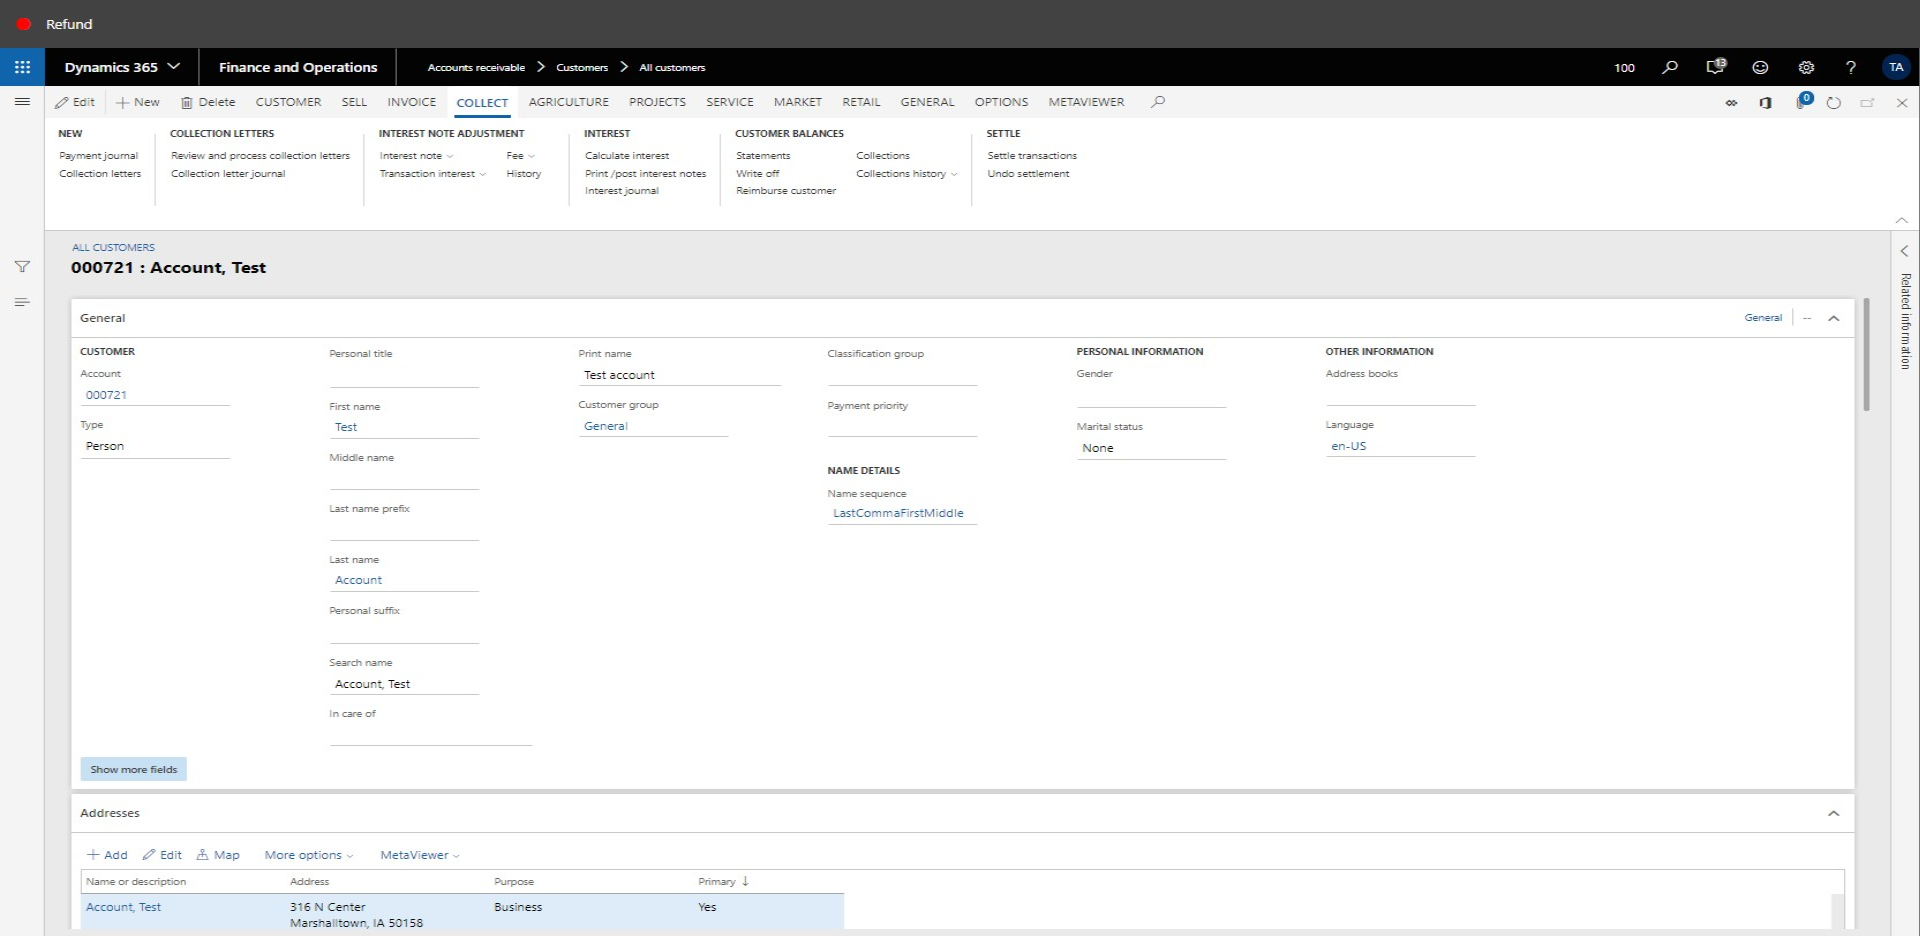 Refund
Dynamics 365
Finance and Operations
Accounts receivable > Customers > All customers
100
13
?
TA
Edit
New
Delete
CUSTOMER
SELL
INVOICE
COLLECT
AGRICULTURE
PROJECTS
SERVICE
MARKET
RETAIL
GENERAL
OPTIONS
METAVIEWER
0
NEW
Payment journal
Collection letters
COLLECTION LETTERS
Review and process collection letters
Collection letter journal
INTEREST NOTE ADJUSTMENT
Interest note
Transaction interest
Fee
History
INTEREST
Calculate interest
Print /post interest notes
Interest journal
CUSTOMER BALANCES
Statements
Write off
Reimburse customer
Collections
Collections history
SETTLE
Settle transactions
Undo settlement
ALL CUSTOMERS
000721 : Account, Test
Related information
General
General
--
CUSTOMER
Account
000721
Type
Person
Personal title
First name
Test
Middle name
Last name prefix
Last name
Account
Personal suffix
Search name
Account, Test
In care of
Print name
Test account
Customer group
General
Classification group
Payment priority
NAME DETAILS
Name sequence
LastCommaFirstMiddle
PERSONAL INFORMATION
Gender
Marital status
None
OTHER INFORMATION
Address books
Language
en-US
Show more fields
Addresses
Add
Edit
Map
More options
MetaViewer
Name or description
Address
Purpose
Primary
Account, Test
316 N Center
Marshalltown, IA 50158
Business
Yes